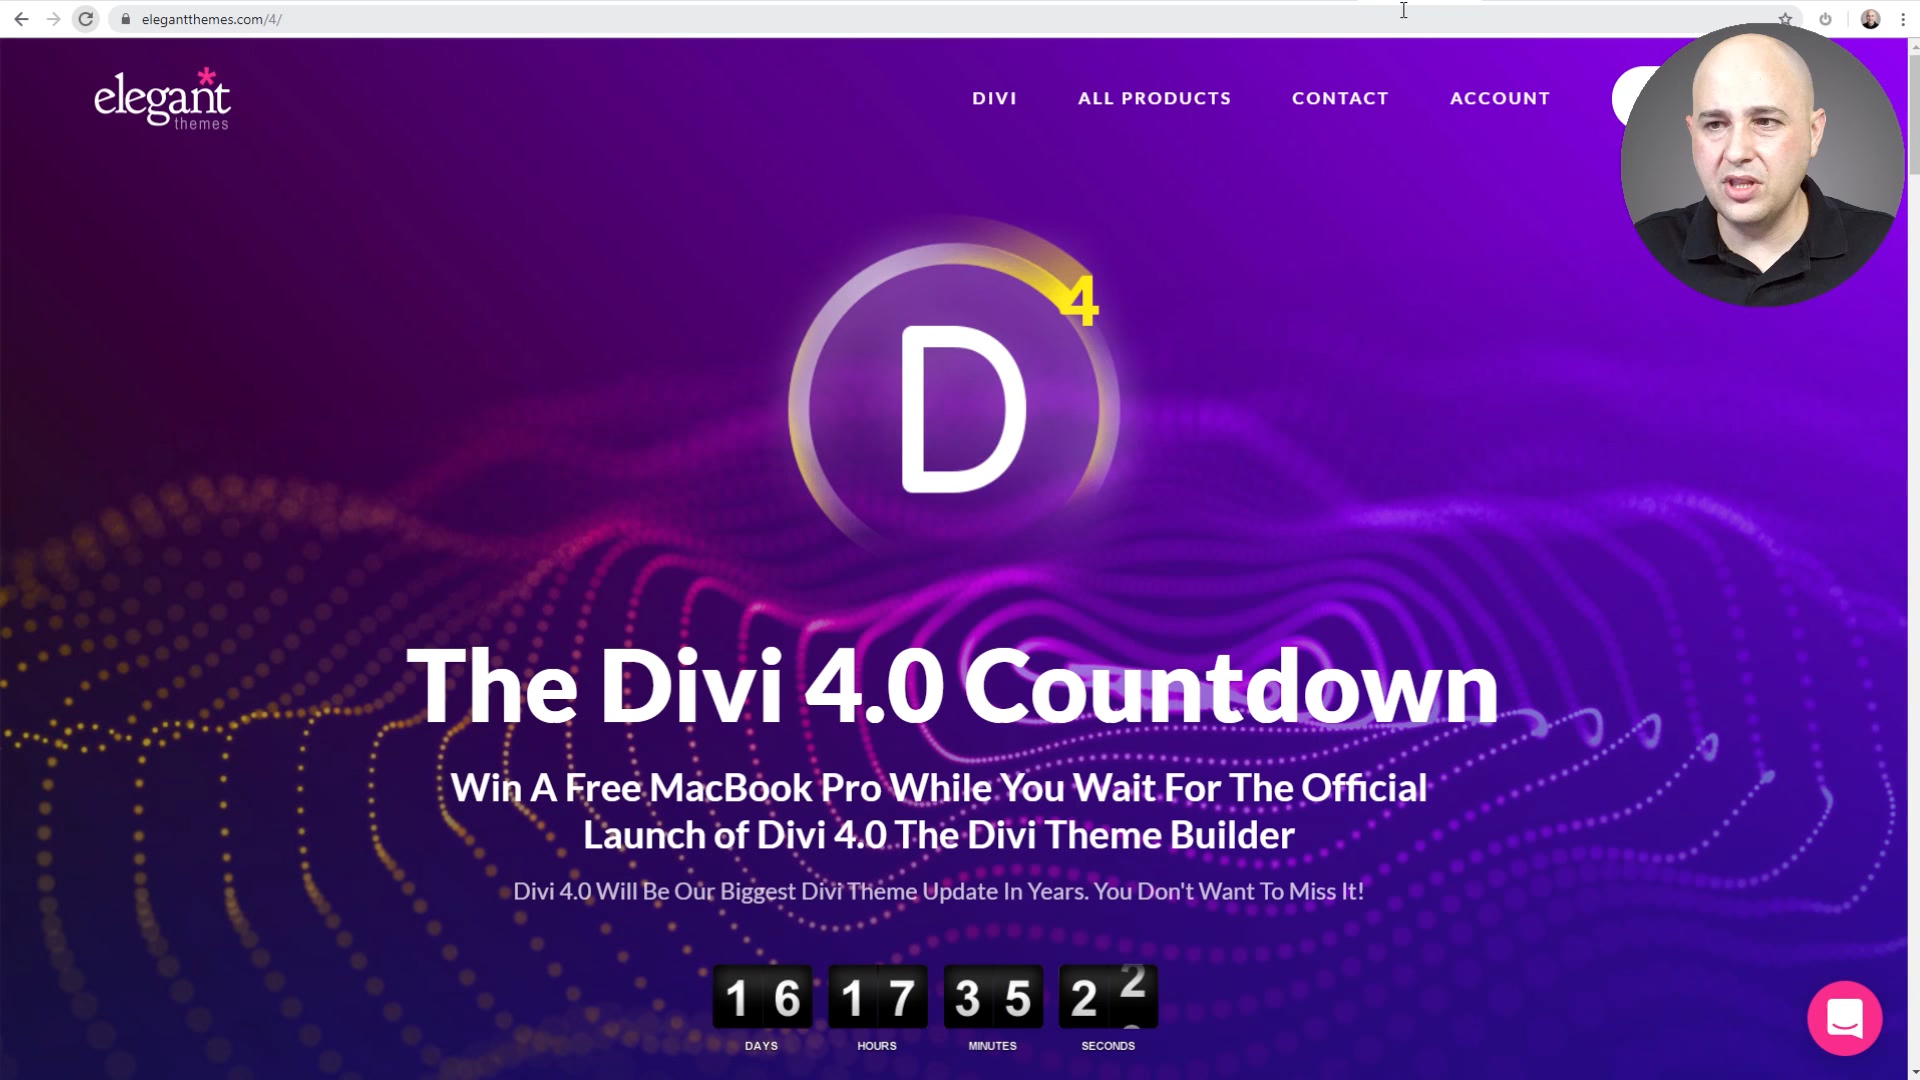 elegantthemes.com/4/
elegant
themes
DIVI
ALL PRODUCTS
CONTACT
ACCOUNT
4
D
The Divi 4.0 Countdown
Win A Free MacBook Pro While You Wait For The Official
Launch of Divi 4.0 The Divi Theme Builder
Divi 4.0 Will Be Our Biggest Divi Theme Update In Years. You Don't Want To Miss It!
16 17 35 22
DAYS HOURS MINUTES SECONDS